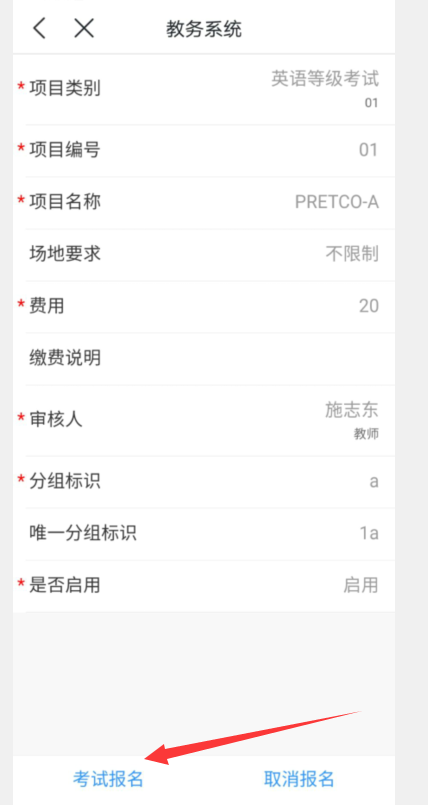 教务系统
* 项目类别 英语等级考试
01
* 项目编号 01
* 项目名称 PRETCO-A
场地要求 不限制
* 费用 20
缴费说明
* 审核人 施志东
教师
* 分组标识 a
唯一分组标识 1a
* 是否启用 启用
考试报名 取消报名